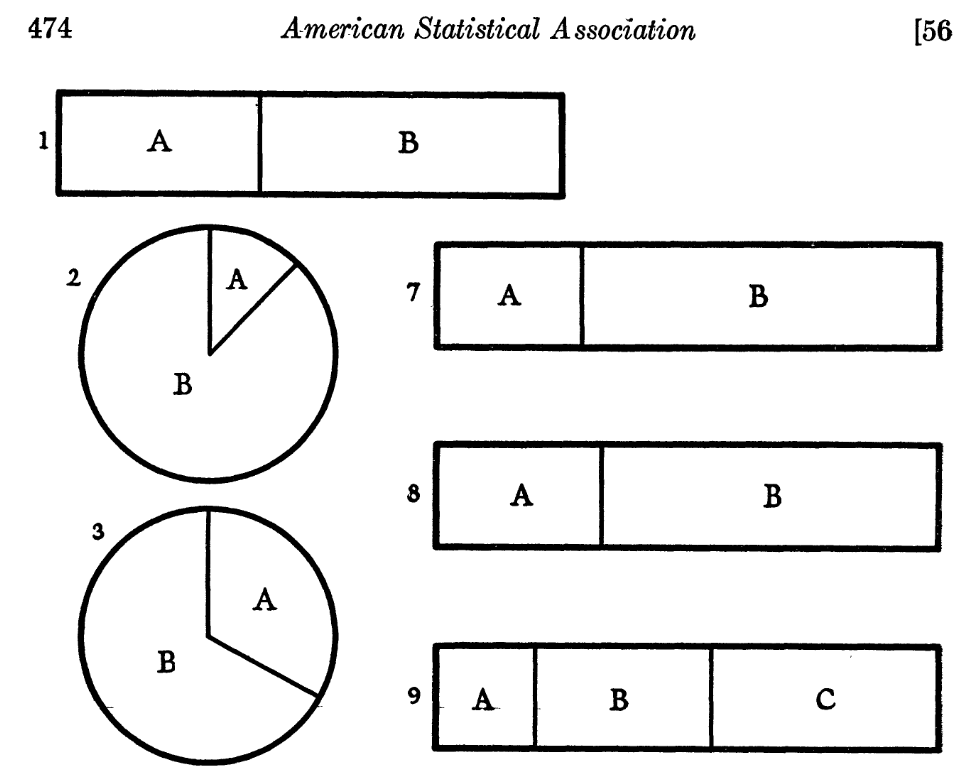 474 American Statistical Association [56
1 A B
2 A
B
3 A
B
7 A B
8 A B
9 A B C